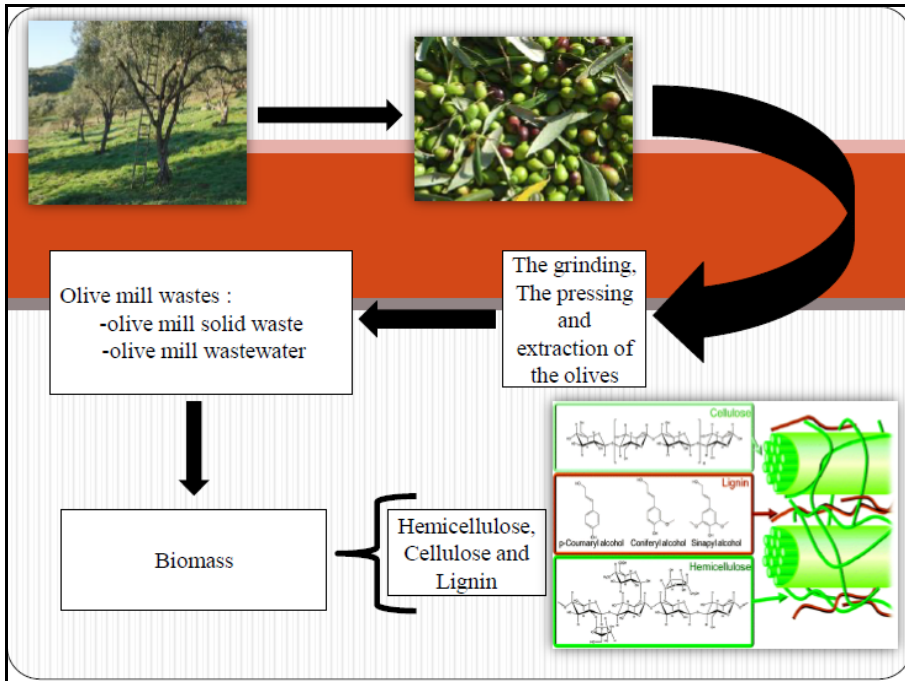 The grinding,
The pressing
and
extraction of
the olives
Olive mill wastes :
-olive mill solid waste
-olive mill wastewater
Biomass
Hemicellulose,
Cellulose and
Lignin
Cellulose
Lignin
p-Coumaryl alcohol Coniferyl alcohol Sinapyl alcohol
Hemicellulose